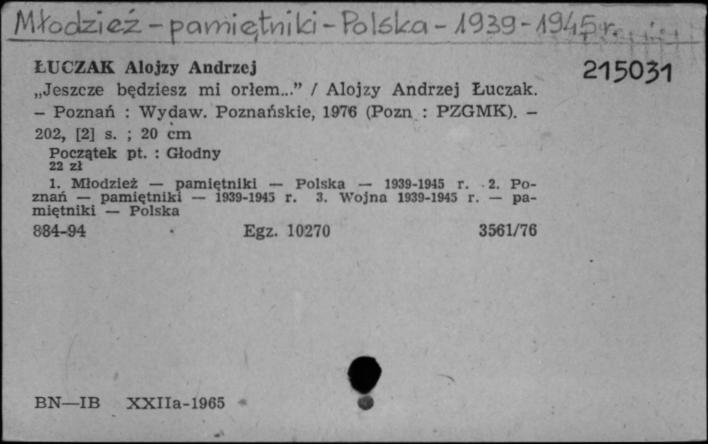 Młodzież - pamiętniki - Polska - 1939 - 1945 r.
215031
ŁUCZAK Alojzy Andrzej
„Jeszcze będziesz mi orłem...” / Alojzy Andrzej Łuczak.
— Poznań : Wydaw. Poznańskie, 1976 (Pozn : PZGMK). —
202, [2] s. ; 20 cm
Początek pt. : Głodny
22 zł
1. Młodzież — pamiętniki — Polska — 1939-1945 r. 2. Po-
znań — pamiętniki — 1939-1945 r. 3. Wojna 1939-1945 r. — pa-
miętniki — Polska
884-94 Egz. 10270 3561/76
BN—IB XXIIa-1965